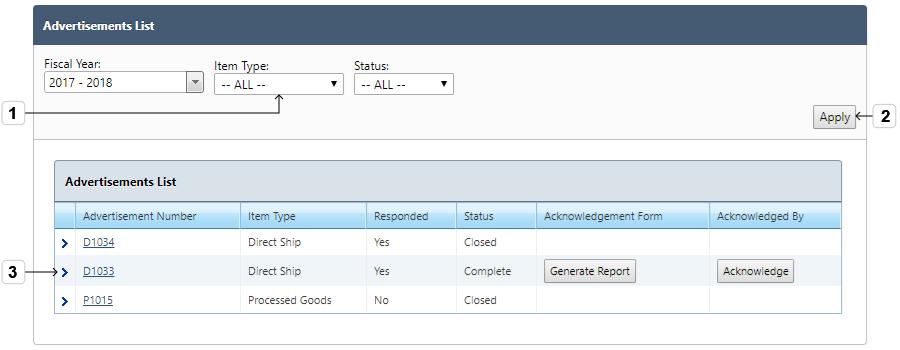 Advertisements List
Fiscal Year: Item Type: Status:
2017 - 2018 -- ALL -- -- ALL --
1
Apply 2
Advertisements List
Advertisement Number Item Type Responded Status Acknowledgement Form Acknowledged By
D1034 Direct Ship Yes Closed
3 D1033 Direct Ship Yes Complete Generate Report Acknowledge
P1015 Processed Goods No Closed